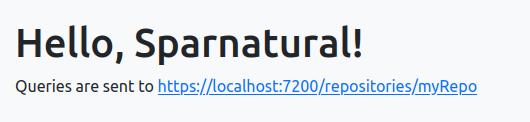 Hello, Sparnatural!
Queries are sent to https://localhost:7200/repositories/myRepo